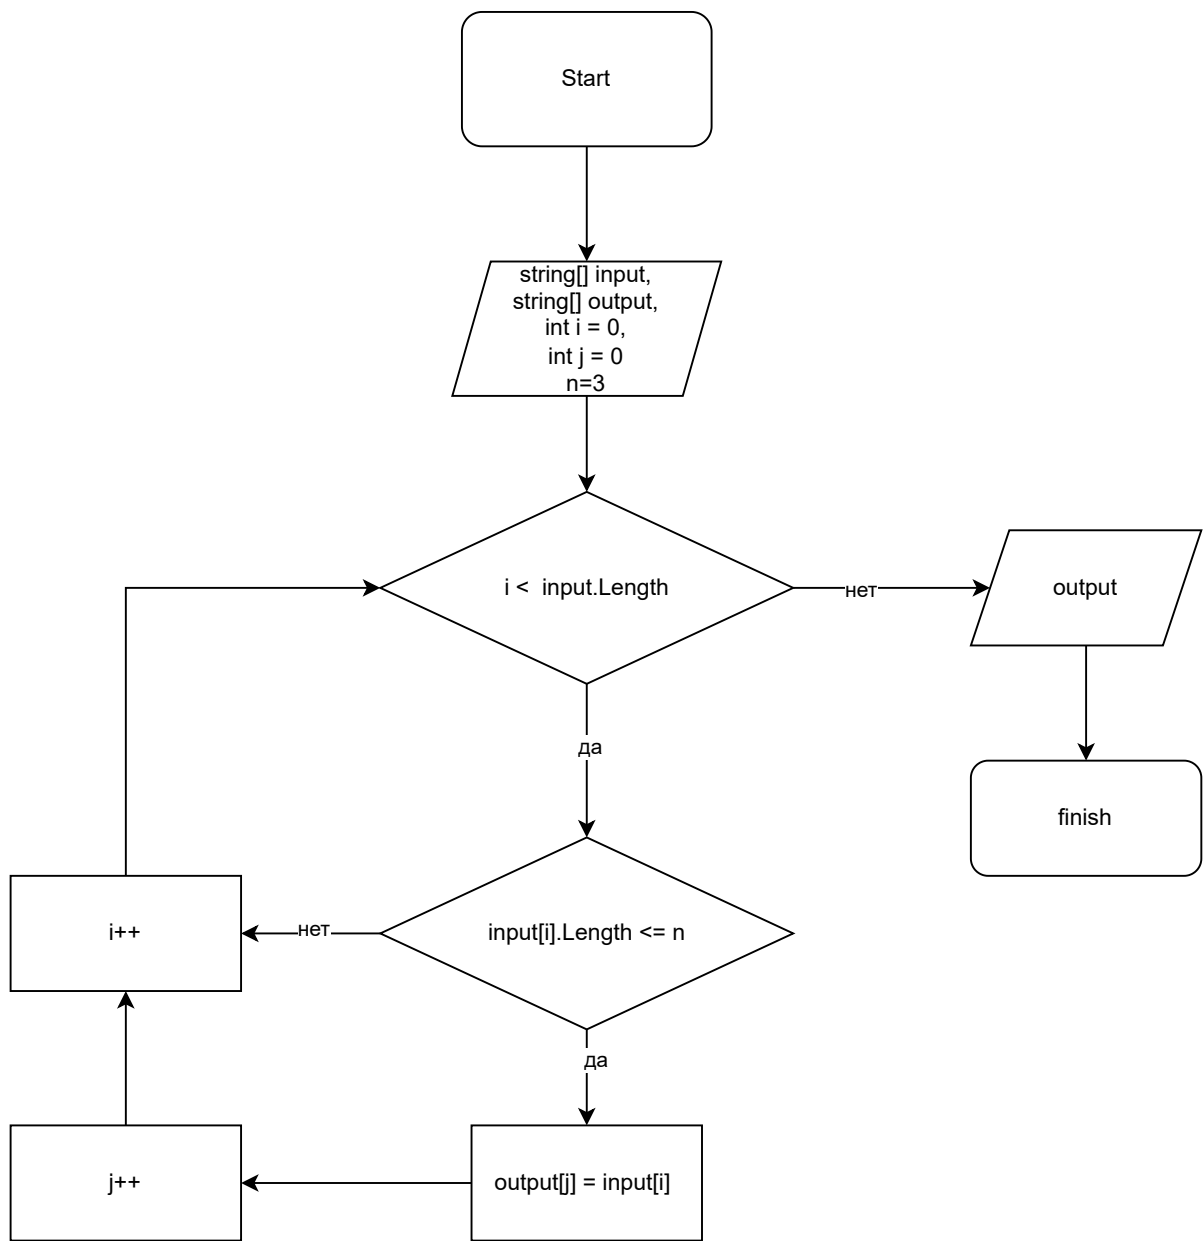 Start
string[] input,
string[] output,
int i = 0,
int j = 0
n=3
i <  input.Length
нет
output
да
finish
input[i].Length <= n
нет
i++
да
output[j] = input[i]
j++